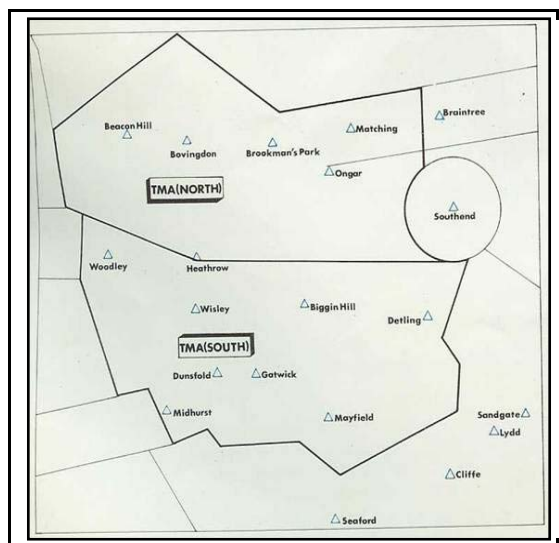 Beacon Hill
Bovingdon
Brookman's Park
Matching
Braintree
Ongar
TMA(NORTH)
Southend
Woodley
Heathrow
Wisley
Biggin Hill
Detling
TMA(SOUTH)
Dunsfold
Gatwick
Midhurst
Mayfield
Sandgate
Lydd
Cliffe
Seaford